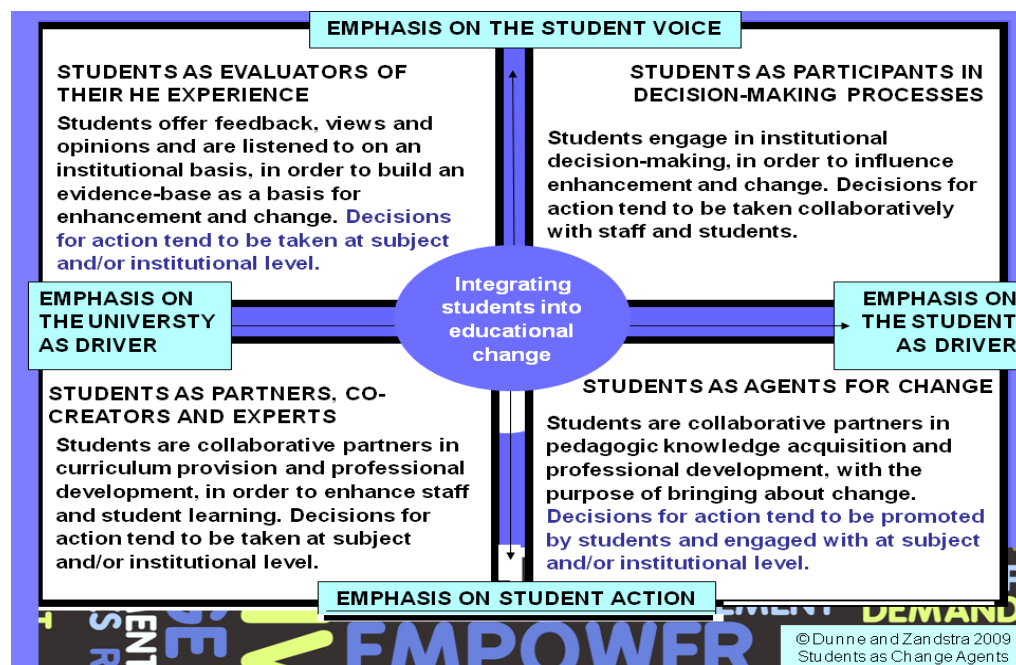 EMPHASIS ON THE STUDENT VOICE
STUDENTS AS EVALUATORS OF
THEIR HE EXPERIENCE
Students offer feedback, views and
opinions and are listened to on an
institutional basis, in order to build an
evidence-base as a basis for
enhancement and change. Decisions
for action tend to be taken at subject
and/or institutional level.
STUDENTS AS PARTICIPANTS IN
DECISION-MAKING PROCESSES
Students engage in institutional
decision-making, in order to influence
enhancement and change. Decisions for
action tend to be taken collaboratively
with staff and students.
EMPHASIS ON
THE UNIVERSTY
AS DRIVER
Integrating
students into
educational
change
EMPHASIS ON
THE STUDENT
AS DRIVER
STUDENTS AS PARTNERS, CO-
CREATORS AND EXPERTS
Students are collaborative partners in
curriculum provision and professional
development, in order to enhance staff
and student learning. Decisions for
action tend to be taken at subject
and/or institutional level.
STUDENTS AS AGENTS FOR CHANGE
Students are collaborative partners in
pedagogic knowledge acquisition and
professional development, with the
purpose of bringing about change.
Decisions for action tend to be promoted
by students and engaged with at subject
and/or institutional level.
EMPHASIS ON STUDENT ACTION
EMPOWER
DEMAND
© Dunne and Zandstra 2009
Students as Change Agents